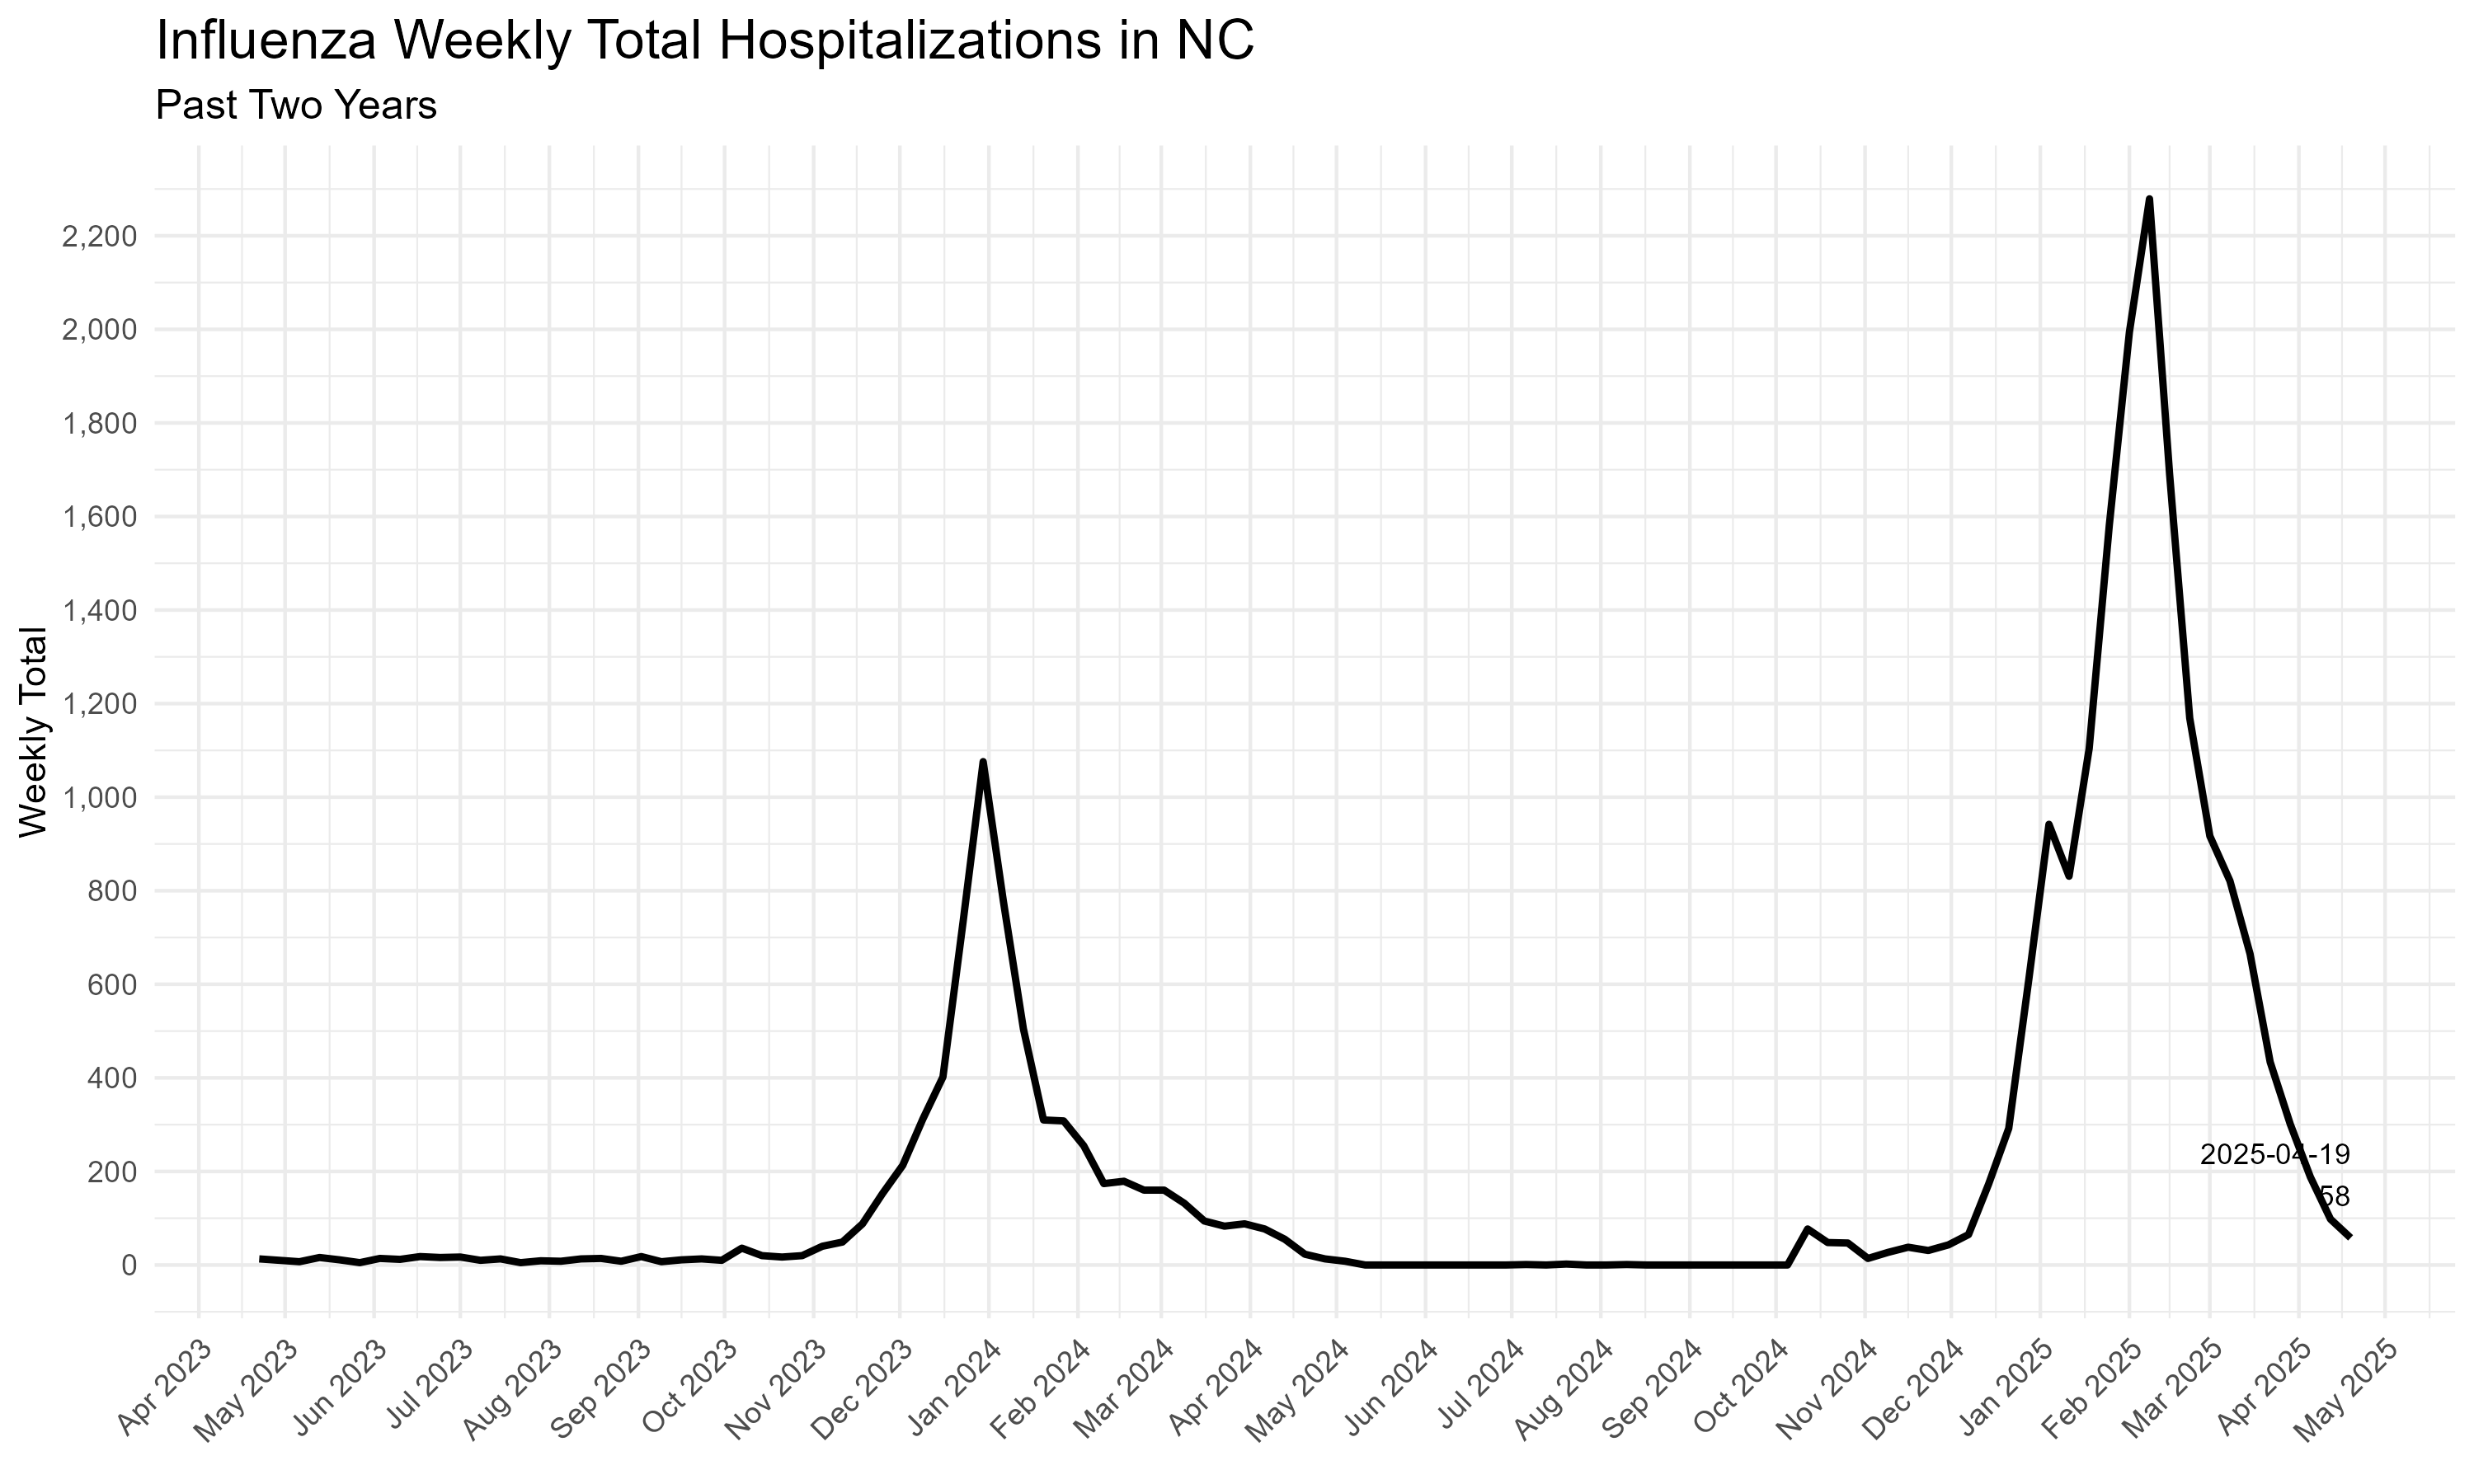 Influenza Weekly Total Hospitalizations in NC
Past Two Years
Weekly Total
2,200
2,000
1,800
1,600
1,400
1,200
1,000
800
600
400
200
0
2025-04-19
58
Apr 2023
May 2023
Jun 2023
Jul 2023
Aug 2023
Sep 2023
Oct 2023
Nov 2023
Dec 2023
Jan 2024
Feb 2024
Mar 2024
Apr 2024
May 2024
Jun 2024
Jul 2024
Aug 2024
Sep 2024
Oct 2024
Nov 2024
Dec 2024
Jan 2025
Feb 2025
Mar 2025
Apr 2025
May 2025